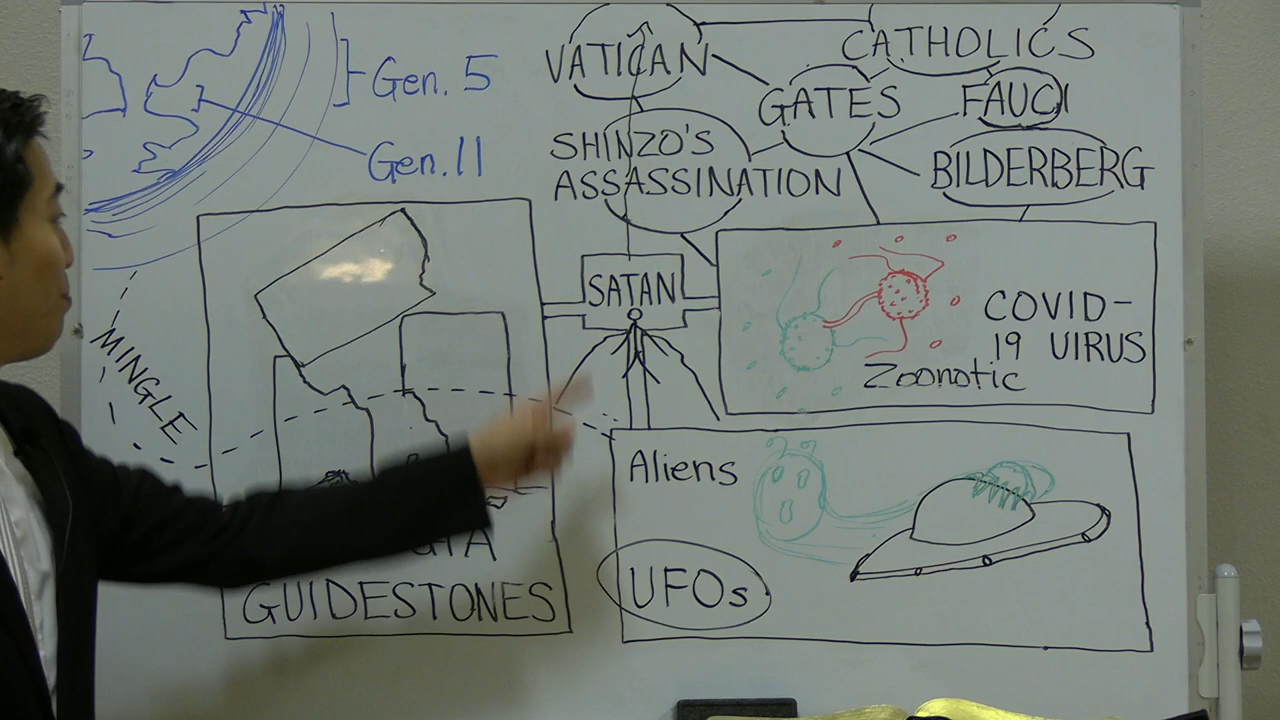 Gen. 5
Gen. 11
VATICAN
CATHOLICS
GATES
FAUCI
SHINZO'S
ASSASSINATION
BILDERBERG
SATAN
COVID-
19 VIRUS
Zoonotic
MINGLE
Aliens
UFOs
GUIDESTONES